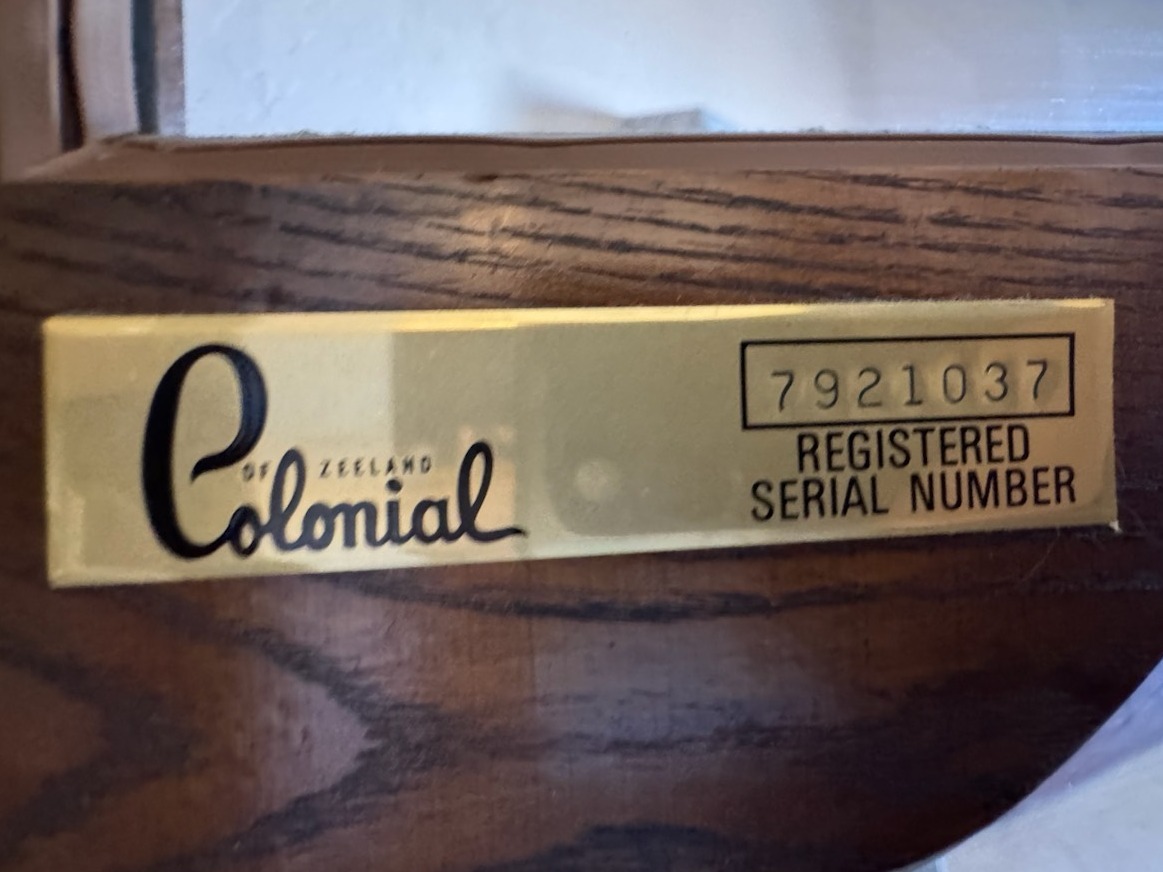 Colonial
OF ZEELAND
7921037
REGISTERED
SERIAL NUMBER